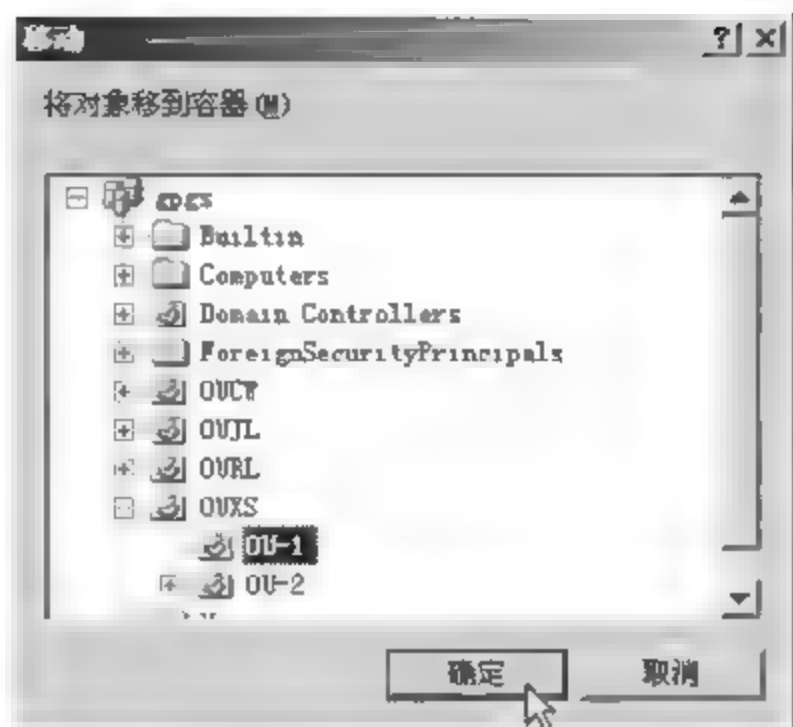 移动
将对象移到容器(M)
Builtin
Computers
Domain Controllers
ForeignSecurityPrincipals
OUCW
OUJL
OURL
OUXS
OU-1
OU-2
确定
取消